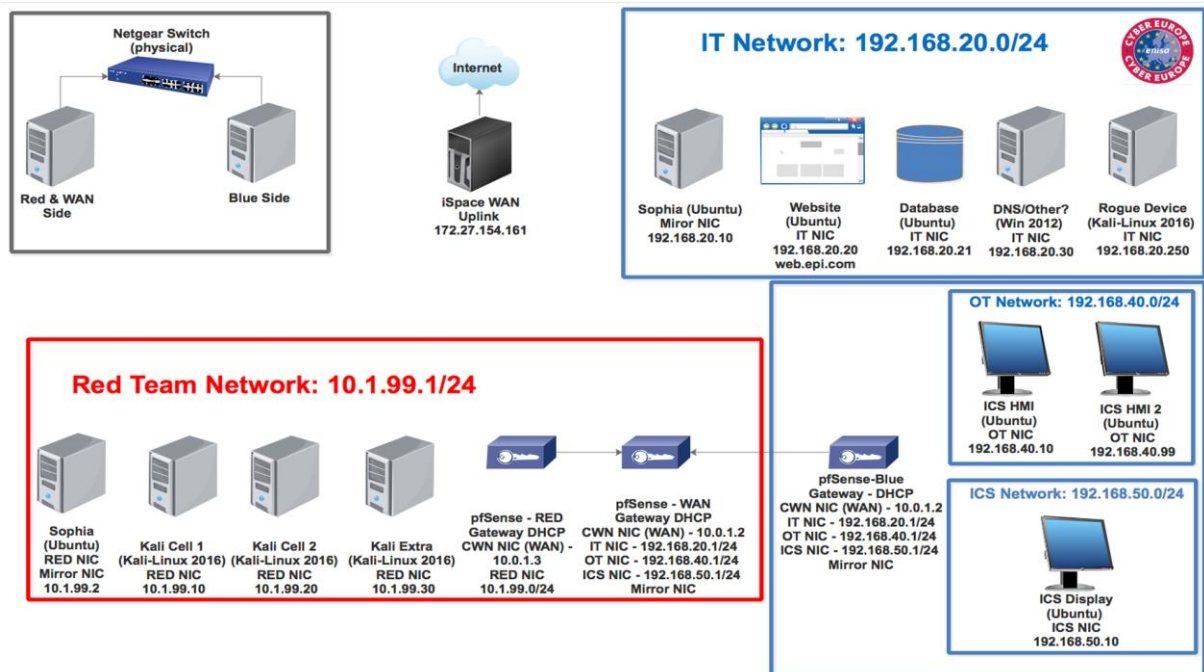 Netgear Switch
(physical)
Red & WAN
Side
Blue Side
Internet
iSpace WAN
Uplink
172.27.154.161
IT Network: 192.168.20.0/24
CYBER EUROPE
enisa
CYBER EUROPE
Sophia (Ubuntu)
Miror NIC
192.168.20.10
Website
(Ubuntu)
IT NIC
192.168.20.20
web.epi.com
Database
(Ubuntu)
IT NIC
192.168.20.21
DNS/Other?
(Win 2012)
IT NIC
192.168.20.30
Rogue Device
(Kali-Linux 2016)
IT NIC
192.168.20.250
OT Network: 192.168.40.0/24
ICS HMI
(Ubuntu)
OT NIC
192.168.40.10
ICS HMI 2
(Ubuntu)
OT NIC
192.168.40.99
Red Team Network: 10.1.99.1/24
Sophia
(Ubuntu)
RED NIC
Mirror NIC
10.1.99.2
Kali Cell 1
(Kali-Linux 2016)
RED NIC
10.1.99.10
Kali Cell 2
(Kali-Linux 2016)
RED NIC
10.1.99.20
Kali Extra
(Kali-Linux 2016)
RED NIC
10.1.99.30
pfSense - RED
Gateway DHCP
CWN NIC (WAN) -
10.0.1.3
RED NIC
10.1.99.0/24
pfSense - WAN
Gateway DHCP
CWN NIC (WAN) - 10.0.1.2
IT NIC - 192.168.20.1/24
OT NIC - 192.168.40.1/24
ICS NIC - 192.168.50.1/24
Mirror NIC
pfSense-Blue
Gateway - DHCP
CWN NIC (WAN) - 10.0.1.2
IT NIC - 192.168.20.1/24
OT NIC - 192.168.40.1/24
ICS NIC - 192.168.50.1/24
Mirror NIC
ICS Network: 192.168.50.0/24
ICS Display
(Ubuntu)
ICS NIC
192.168.50.10